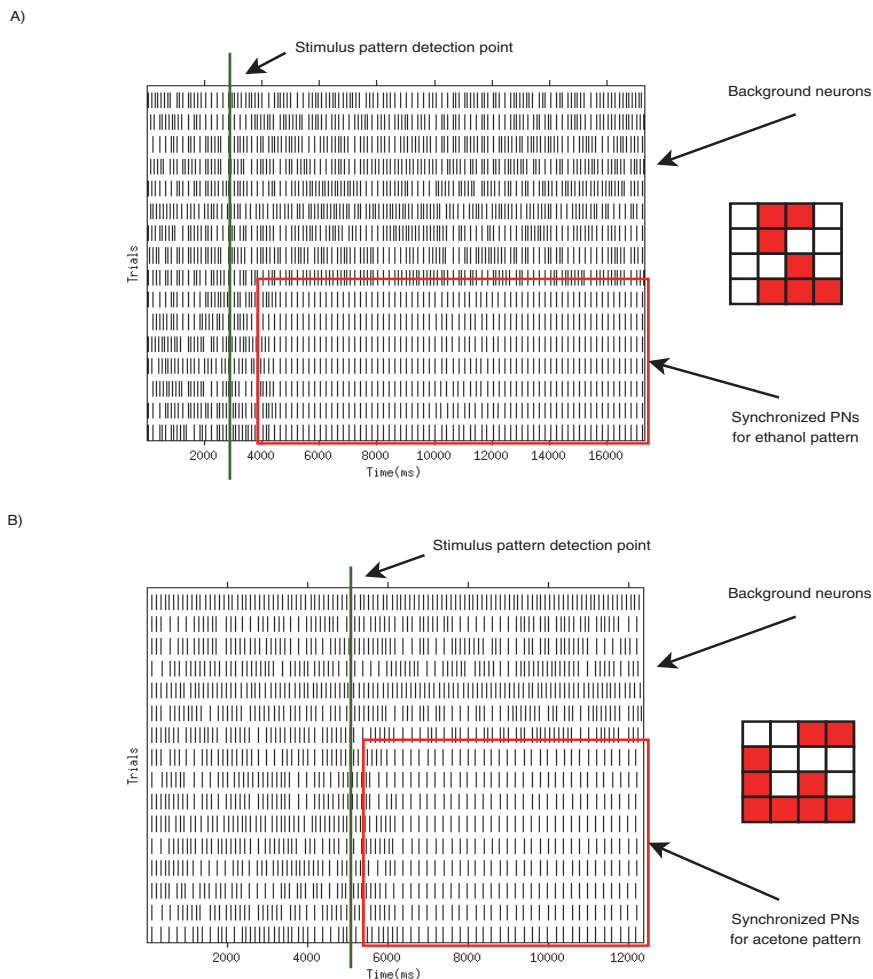 A)
Stimulus pattern detection point
Background neurons
Trials
Synchronized PNs
for ethanol pattern
2000 4000 6000 8000 10000 12000 14000 16000
Time(ms)
B)
Stimulus pattern detection point
Background neurons
Trials
Synchronized PNs
for acetone pattern
2000 4000 6000 8000 10000 12000
Time(ms)